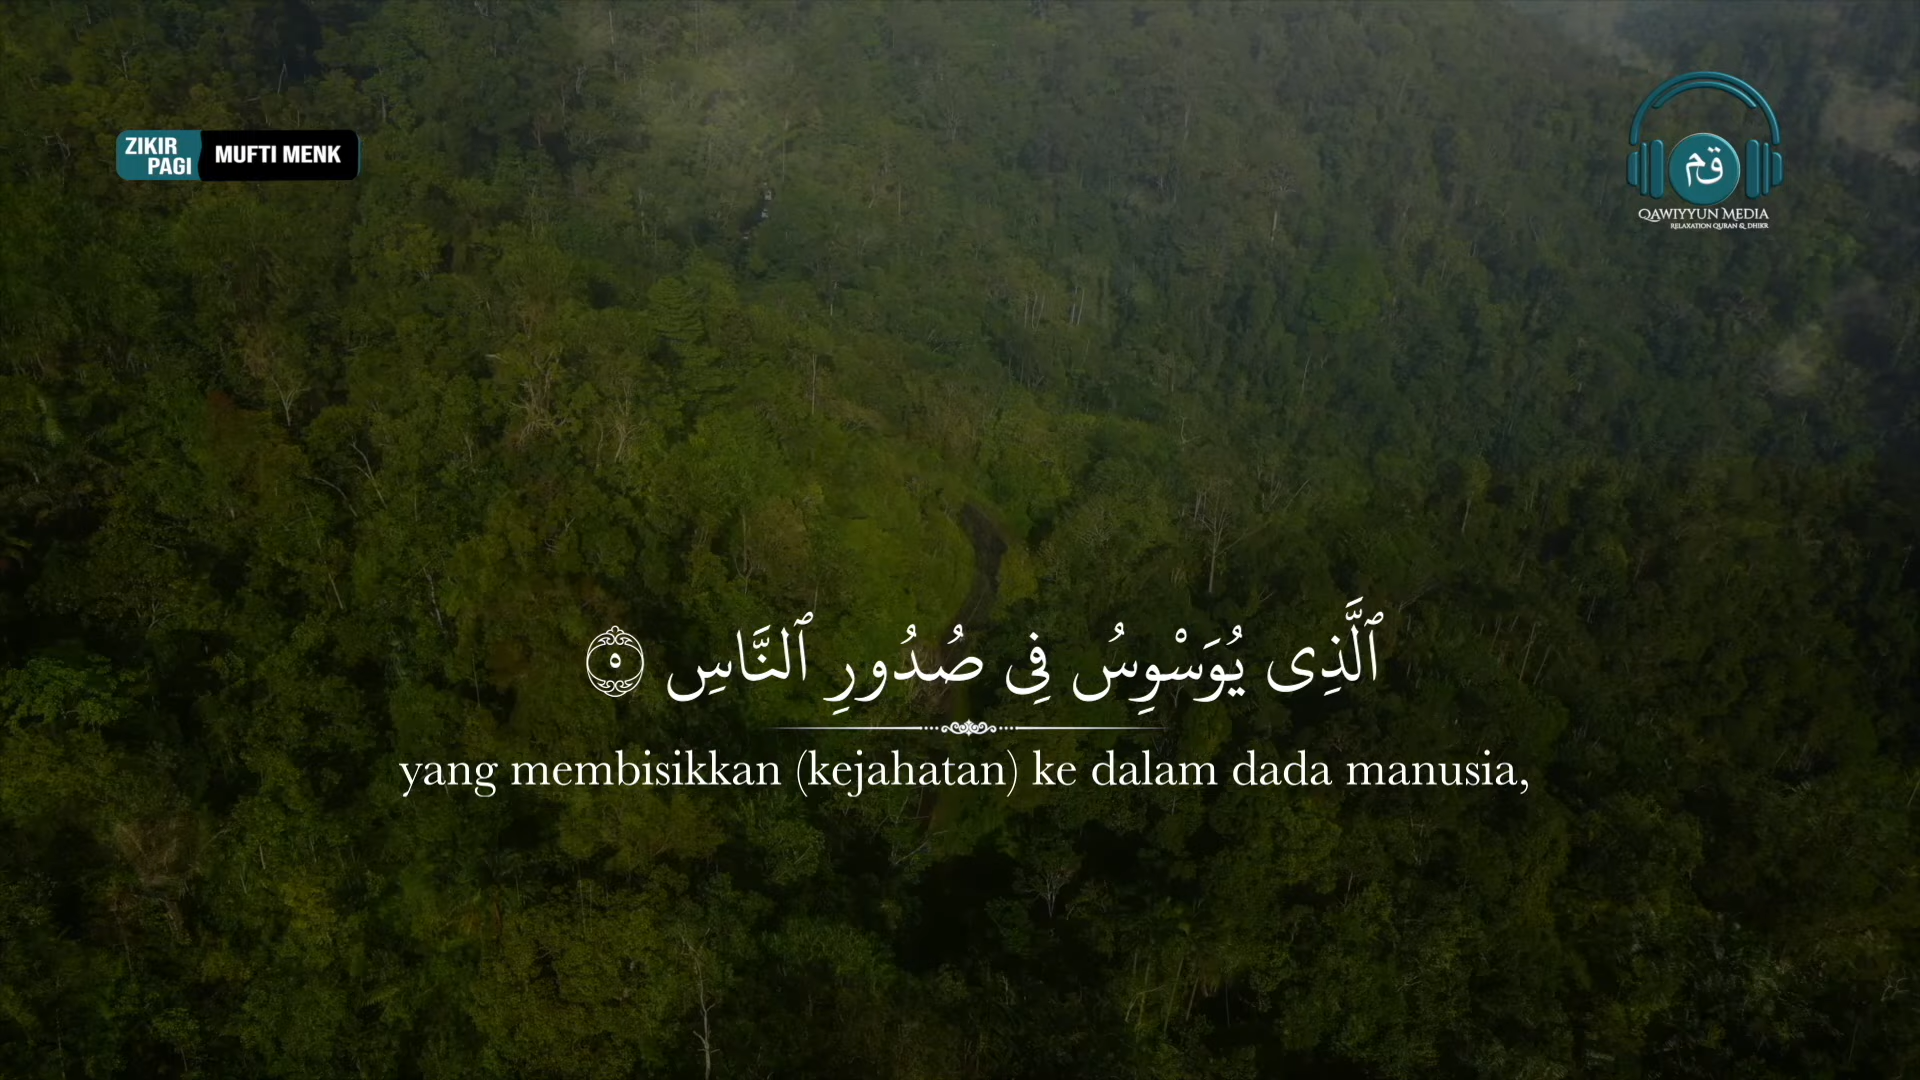 ZIKIR
PAGI
MUFTI MENK
قم
QAWIYYUN MEDIA
RELAXATION QURAN & DHIKR
ٱلَّذِى يُوَسْوِسُ فِى صُدُورِ ٱلنَّاسِ ٥
yang membisikkan (kejahatan) ke dalam dada manusia,